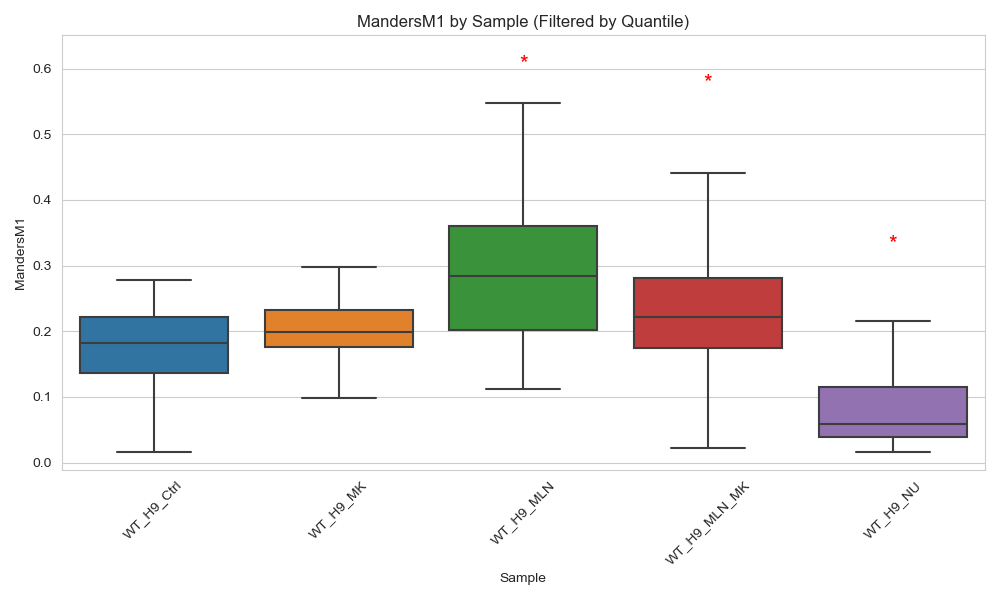 MandersM1 by Sample (Filtered by Quantile)
MandersM1
0.6
0.5
0.4
0.3
0.2
0.1
0.0
*
*
*
WT_H9_Ctrl
WT_H9_MK
WT_H9_MLN
WT_H9_MLN_MK
WT_H9_NU
Sample